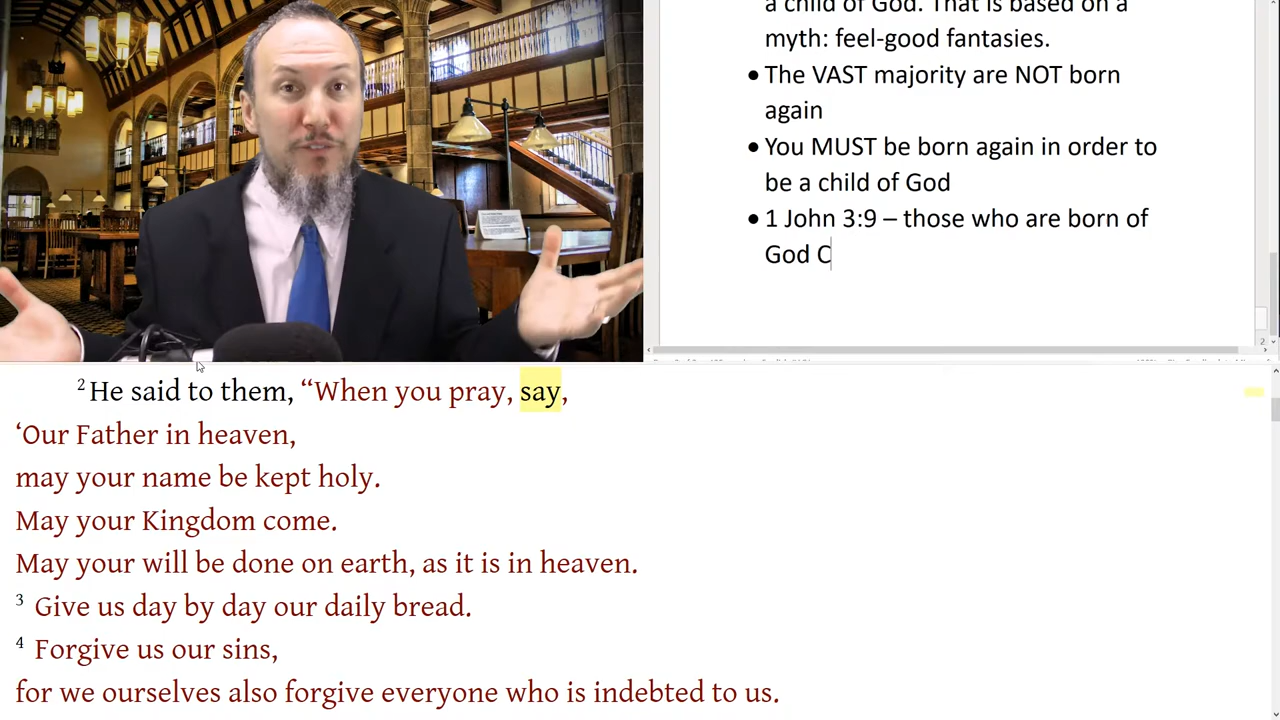 a child of God. That is based on a
myth: feel-good fantasies.
• The VAST majority are NOT born
again
• You MUST be born again in order to
be a child of God
• 1 John 3:9 – those who are born of
God C
2 He said to them, “When you pray, say,
‘Our Father in heaven,
may your name be kept holy.
May your Kingdom come.
May your will be done on earth, as it is in heaven.
3 Give us day by day our daily bread.
4 Forgive us our sins,
for we ourselves also forgive everyone who is indebted to us.